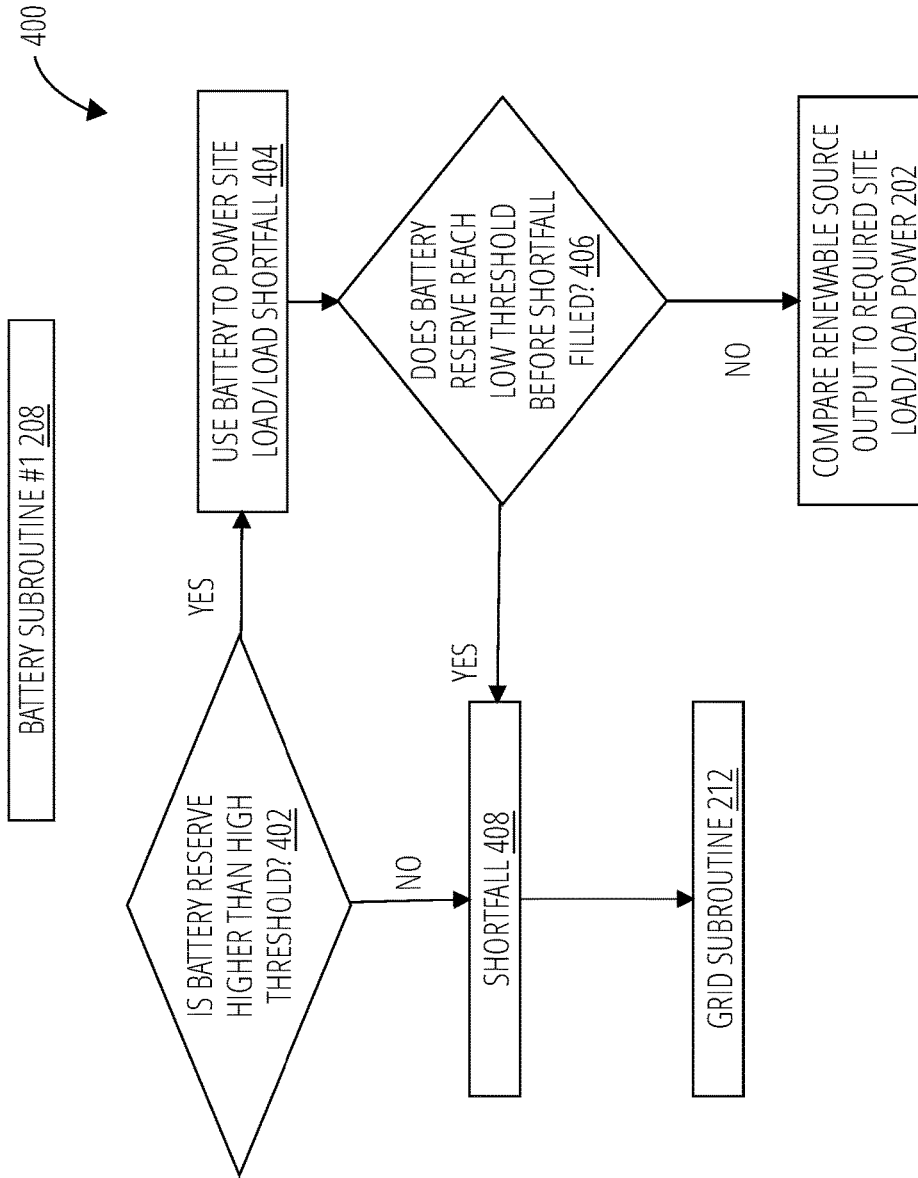 BATTERY SUBROUTINE #1 208
400
IS BATTERY RESERVE
HIGHER THAN HIGH
THRESHOLD? 402
YES
USE BATTERY TO POWER SITE
LOAD/LOAD SHORTFALL 404
NO
SHORTFALL 408
YES
DOES BATTERY
RESERVE REACH
LOW THRESHOLD
BEFORE SHORTFALL
FILLED? 406
GRID SUBROUTINE 212
NO
COMPARE RENEWABLE SOURCE
OUTPUT TO REQUIRED SITE
LOAD/LOAD POWER 202